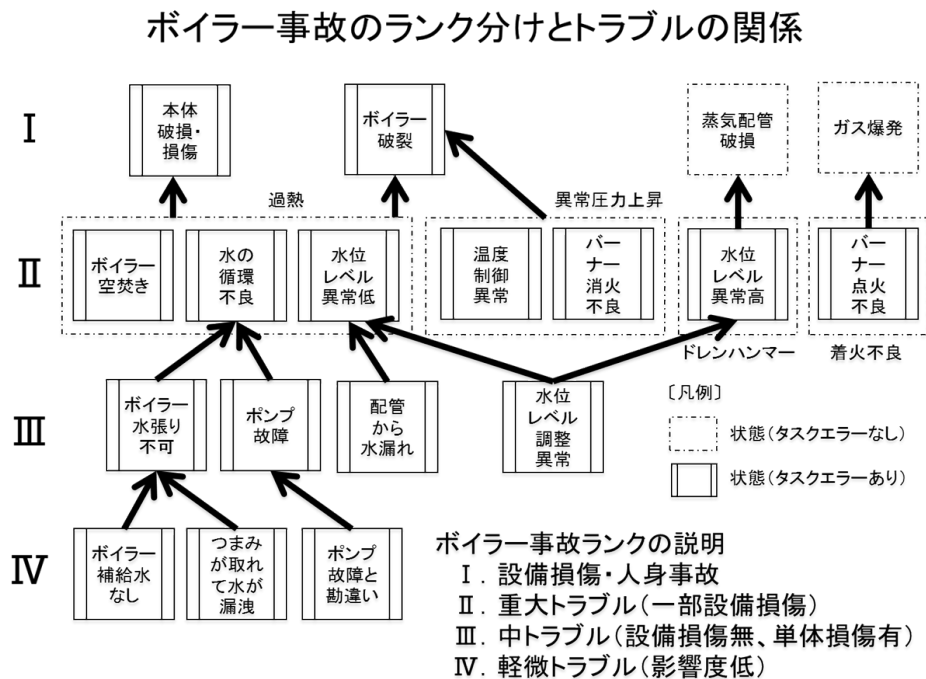 ボイラー事故のランク分けとトラブルの関係
Ⅰ
本体
破損・
損傷
ボイラー
破裂
蒸気配管
破損
ガス爆発
過熱
異常圧力上昇
Ⅱ
ボイラー
空焚き
水の
循環
不良
水位
レベル
異常低
温度
制御
異常
バー
ナー
消火
不良
水位
レベル
異常高
バー
ナー
点火
不良
ドレンハンマー
着火不良
Ⅲ
ボイラー
水張り
不可
ポンプ
故障
配管
から
水漏れ
水位
レベル
調整
異常
〔凡例〕
状態(タスクエラーなし)
状態(タスクエラーあり)
Ⅳ
ボイラー
補給水
なし
つまみ
が取れ
て水が
漏洩
ポンプ
故障と
勘違い
ボイラー事故ランクの説明
Ⅰ. 設備損傷・人身事故
Ⅱ. 重大トラブル(一部設備損傷)
Ⅲ. 中トラブル(設備損傷無、単体損傷有)
Ⅳ. 軽微トラブル(影響度低)